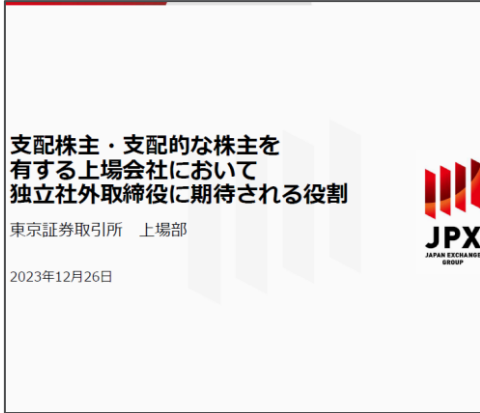 支配株主・支配的な株主を
有する上場会社において
独立社外取締役に期待される役割
東京証券取引所　上場部
2023年12月26日
JPX
JAPAN EXCHANGE
GROUP